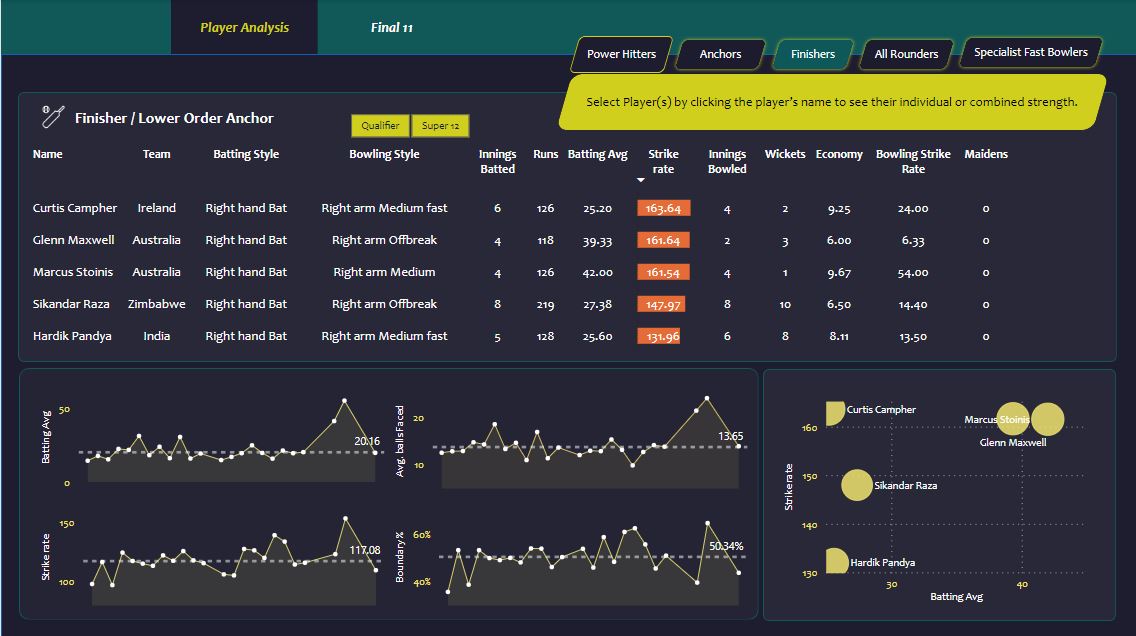 Player Analysis
Final 11
Power Hitters
Anchors
Finishers
All Rounders
Specialist Fast Bowlers
Select Player(s) by clicking the player's name to see their individual or combined strength.
Finisher / Lower Order Anchor
Qualifier
Super 12
Name Team Batting Style Bowling Style Innings Batted Runs Batting Avg Strike rate Innings Bowled Wickets Economy Bowling Strike Rate Maidens
Curtis Campher Ireland Right hand Bat Right arm Medium fast 6 126 25.20 163.64 4 2 9.25 24.00 0
Glenn Maxwell Australia Right hand Bat Right arm Offbreak 4 118 39.33 161.64 2 3 6.00 6.33 0
Marcus Stoinis Australia Right hand Bat Right arm Medium 4 126 42.00 161.54 4 1 9.67 54.00 0
Sikandar Raza Zimbabwe Right hand Bat Right arm Offbreak 8 219 27.38 147.97 8 10 6.50 14.40 0
Hardik Pandya India Right hand Bat Right arm Medium fast 5 128 25.60 131.96 6 8 8.11 13.50 0
Batting Avg
50
0
20.16
Avg. balls Faced
20
10
13.65
Strike rate
150
100
117.08
Boundary %
60%
40%
50.34%
Strike rate
160
150
140
130
Curtis Campher
Marcus Stoinis
Glenn Maxwell
Sikandar Raza
Hardik Pandya
30
40
Batting Avg